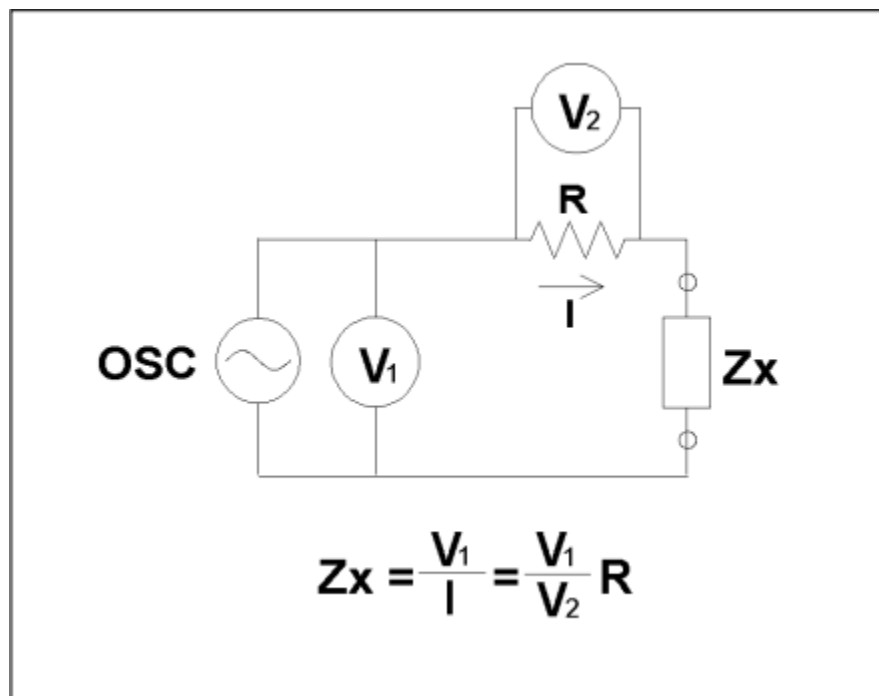 V2
R
I
OSC
V1
Zx
Zx = V1/I = V1/V2 R